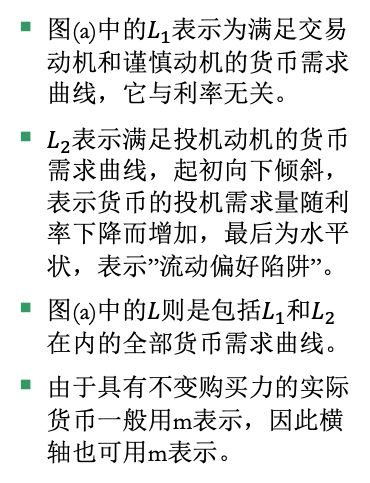 图(a)中的L₁表示为满足交易
动机和谨慎动机的货币需求
曲线，它与利率无关。
L₂表示满足投机动机的货币
需求曲线，起初向下倾斜，
表示货币的投机需求量随利
率下降而增加，最后为水平
状，表示”流动偏好陷阱”。
图(a)中的L则是包括L₁和L₂
在内的全部货币需求曲线。
由于具有不变购买力的实际
货币一般用m表示，因此横
轴也可用m表示。